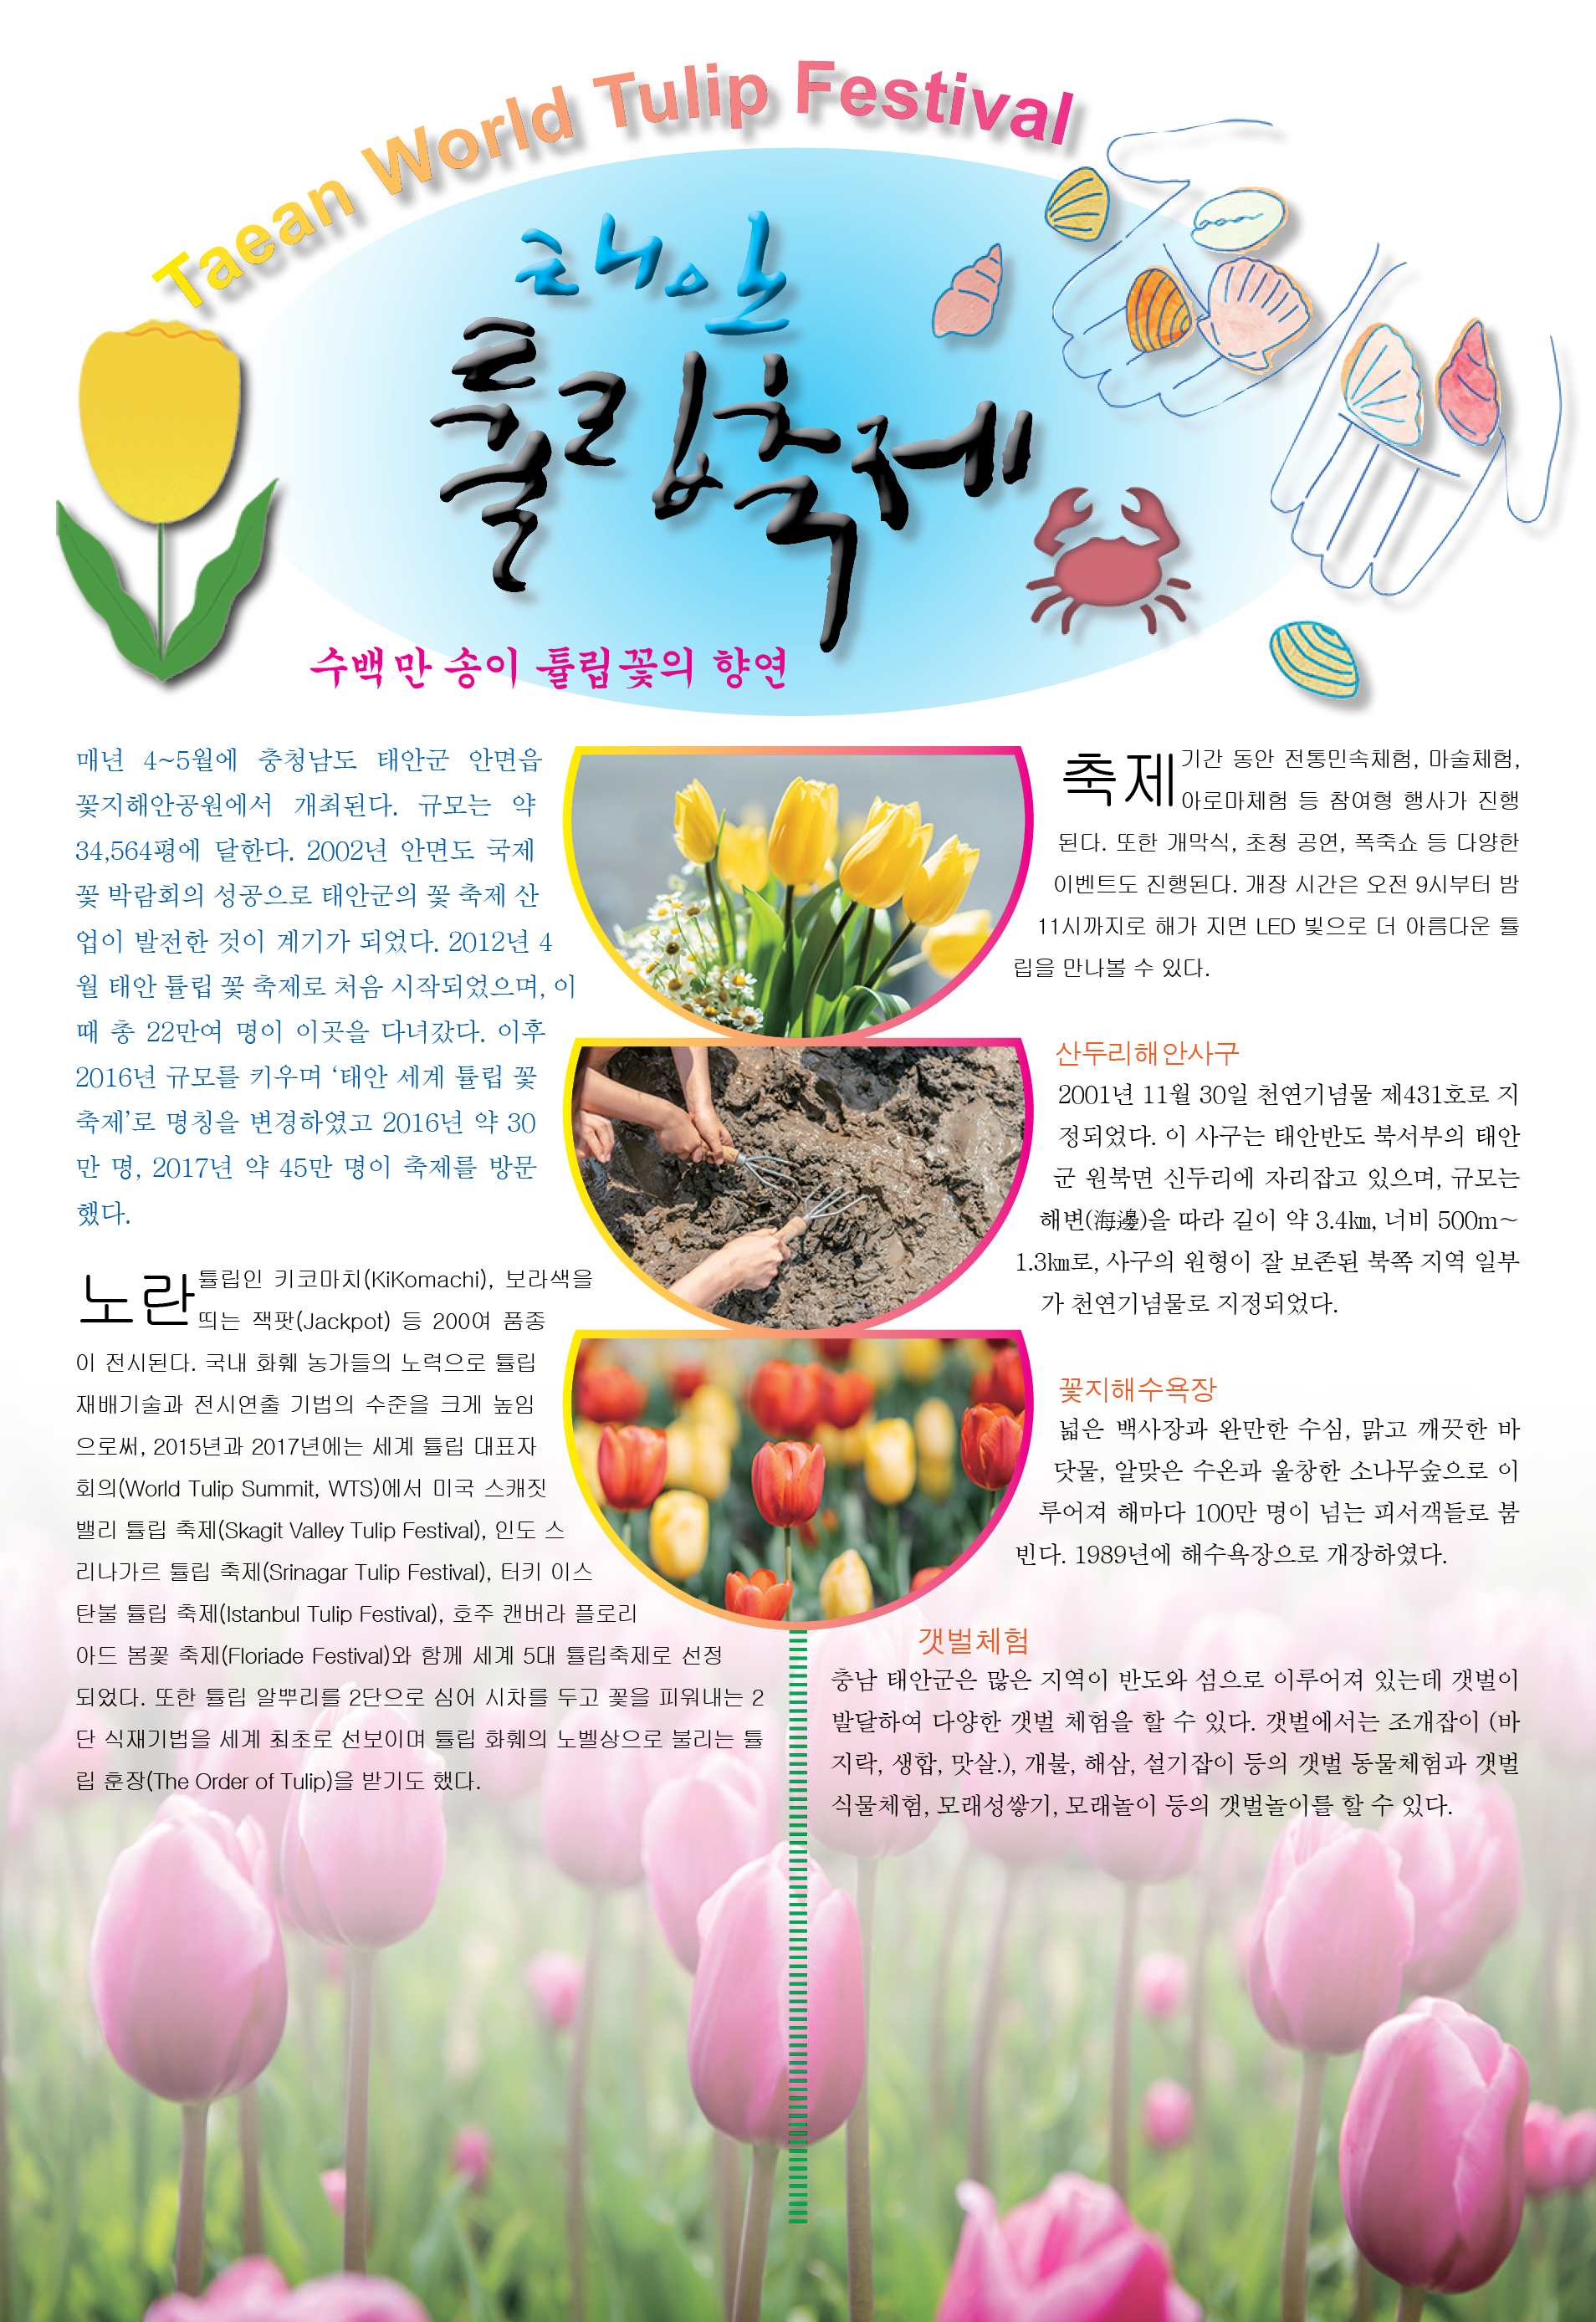 Taean World Tulip Festival
태안
튤립축제
수백만 송이 튤립꽃의 향연
매년 4~5월에 충청남도 태안군 안면읍
꽃지해안공원에서 개최된다. 규모는 약
34,564평에 달한다. 2002년 안면도 국제
꽃 박람회의 성공으로 태안군의 꽃 축제 산
업이 발전한 것이 계기가 되었다. 2012년 4
월 태안 튤립 꽃 축제로 처음 시작되었으며, 이
때 총 22만여 명이 이곳을 다녀갔다. 이후
2016년 규모를 키우며 ‘태안 세계 튤립 꽃
축제’로 명칭을 변경하였고 2016년 약 30
만 명, 2017년 약 45만 명이 축제를 방문
했다.
노란 튤립인 키코마치(KiKomachi), 보라색을
띄는 잭팟(Jackpot) 등 200여 품종
이 전시된다. 국내 화훼 농가들의 노력으로 튤립
재배기술과 전시연출 기법의 수준을 크게 높임
으로써, 2015년과 2017년에는 세계 튤립 대표자
회의(World Tulip Summit, WTS)에서 미국 스캐짓
밸리 튤립 축제(Skagit Valley Tulip Festival), 인도 스
리나가르 튤립 축제(Srinagar Tulip Festival), 터키 이스
탄불 튤립 축제(Istanbul Tulip Festival), 호주 캔버라 플로리
아드 봄꽃 축제(Floriade Festival)와 함께 세계 5대 튤립축제로 선정
되었다. 또한 튤립 알뿌리를 2단으로 심어 시차를 두고 꽃을 피워내는 2
단 식재기법을 세계 최초로 선보이며 튤립 화훼의 노벨상으로 불리는 튤
립 훈장(The Order of Tulip)을 받기도 했다.
축제 기간 동안 전통민속체험, 마술체험,
아로마체험 등 참여형 행사가 진행
된다. 또한 개막식, 초청 공연, 폭죽쇼 등 다양한
이벤트도 진행된다. 개장 시간은 오전 9시부터 밤
11시까지로 해가 지면 LED 빛으로 더 아름다운 튤
립을 만나볼 수 있다.
산두리해안사구
2001년 11월 30일 천연기념물 제431호로 지
정되었다. 이 사구는 태안반도 북서부의 태안
군 원북면 신두리에 자리잡고 있으며, 규모는
해변(海邊)을 따라 길이 약 3.4㎞, 너비 500m~
1.3㎞로, 사구의 원형이 잘 보존된 북쪽 지역 일부
가 천연기념물로 지정되었다.
꽃지해수욕장
넓은 백사장과 완만한 수심, 맑고 깨끗한 바
닷물, 알맞은 수온과 울창한 소나무숲으로 이
루어져 해마다 100만 명이 넘는 피서객들로 붐
빈다. 1989년에 해수욕장으로 개장하였다.
갯벌체험
충남 태안군은 많은 지역이 반도와 섬으로 이루어져 있는데 갯벌이
발달하여 다양한 갯벌 체험을 할 수 있다. 갯벌에서는 조개잡이 (바
지락, 생합, 맛살.), 개불, 해삼, 설기잡이 등의 갯벌 동물체험과 갯벌
식물체험, 모래성쌓기, 모래놀이 등의 갯벌놀이를 할 수 있다.